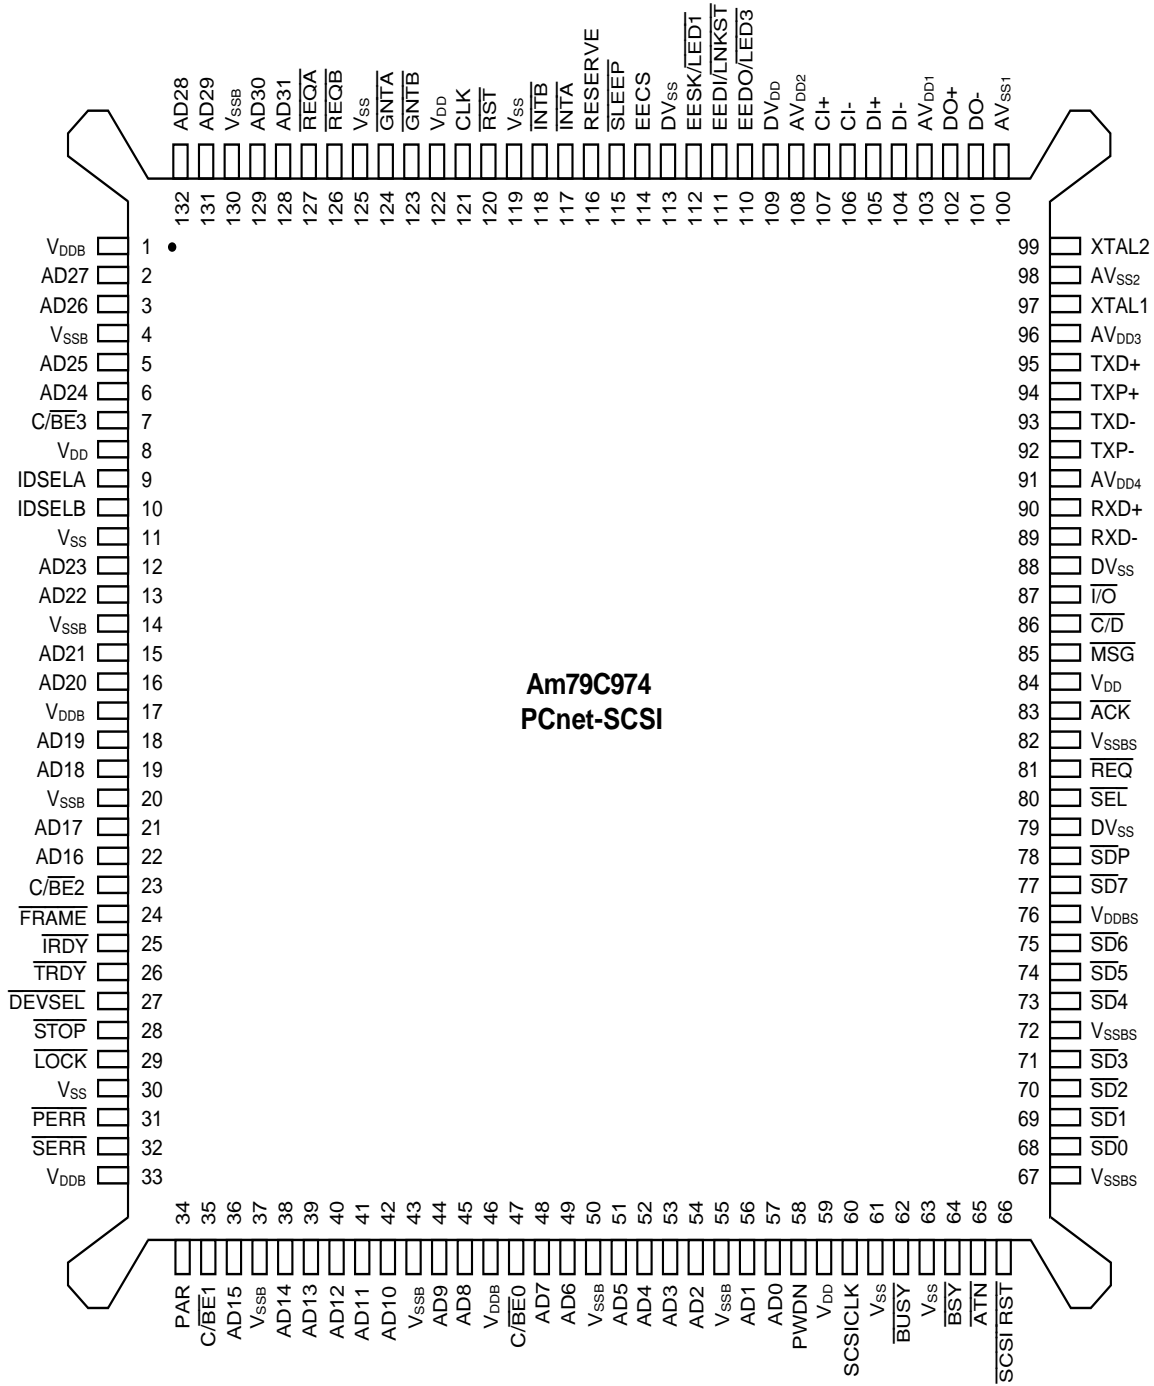 AD28
AD29
VSSB
AD30
AD31
REQA
REQB
VSS
GNTA
GNTB
VDD
CLK
RST
VSS
INTB
INTA
RESERVE
SLEEP
EECS
DVSS
EESK/LED1
EEDI/LNKST
EEDO/LED3
DVDD
AVDD2
CI+
CI-
DI+
DI-
AVDD1
DO+
DO-
AVSS1
132
131
130
129
128
127
126
125
124
123
122
121
120
119
118
117
116
115
114
113
112
111
110
109
108
107
106
105
104
103
102
101
100
VDDB 1
AD27 2
AD26 3
VSSB 4
AD25 5
AD24 6
C/BE3 7
VDD 8
IDSELA 9
IDSELB 10
VSS 11
AD23 12
AD22 13
VSSB 14
AD21 15
AD20 16
VDDB 17
AD19 18
AD18 19
VSSB 20
AD17 21
AD16 22
C/BE2 23
FRAME 24
IRDY 25
TRDY 26
DEVSEL 27
STOP 28
LOCK 29
VSS 30
PERR 31
SERR 32
VDDB 33
Am79C974
PCnet-SCSI
99 XTAL2
98 AVSS2
97 XTAL1
96 AVDD3
95 TXD+
94 TXP+
93 TXD-
92 TXP-
91 AVDD4
90 RXD+
89 RXD-
88 DVSS
87 I/O
86 C/D
85 MSG
84 VDD
83 ACK
82 VSSBS
81 REQ
80 SEL
79 DVSS
78 SDP
77 SD7
76 VDDBS
75 SD6
74 SD5
73 SD4
72 VSSBS
71 SD3
70 SD2
69 SD1
68 SD0
67 VSSBS
34
35
36
37
38
39
40
41
42
43
44
45
46
47
48
49
50
51
52
53
54
55
56
57
58
59
60
61
62
63
64
65
66
PAR
C/BE1
AD15
VSSB
AD14
AD13
AD12
AD11
AD10
VSSB
AD9
AD8
VDDB
C/BE0
AD7
AD6
VSSB
AD5
AD4
AD3
AD2
VSSB
AD1
AD0
PWDN
VDD
SCSICLK
VSS
BUSY
VSS
BSY
ATN
SCSI RST